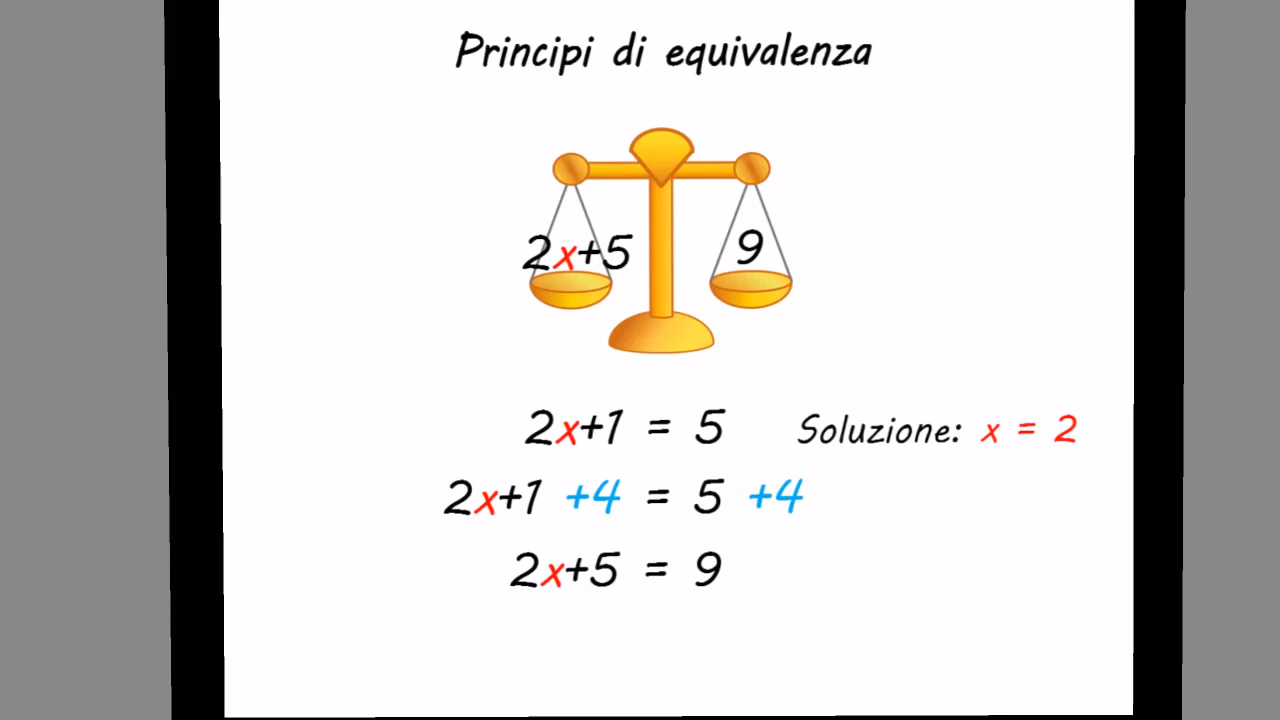 Principi di equivalenza
2x+5 9
2x+1 = 5 Soluzione: x = 2
2x+1 +4 = 5 +4
2x+5 = 9